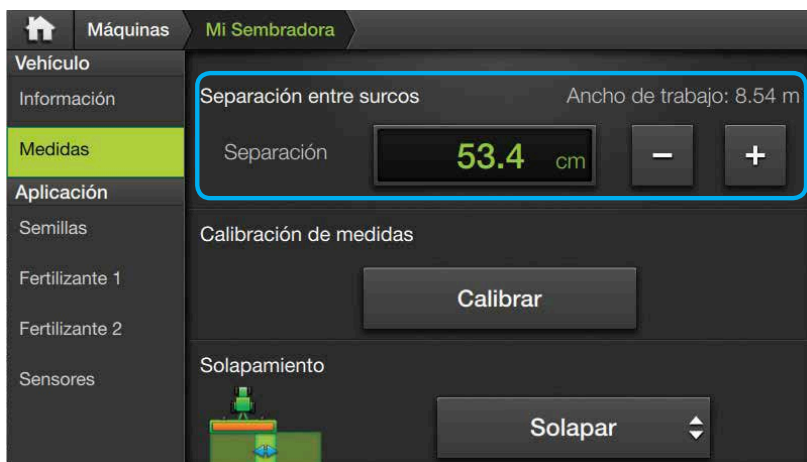 Máquinas Mi Sembradora
Vehículo
Información
Medidas
Aplicación
Semillas
Fertilizante 1
Fertilizante 2
Sensores
Separación entre surcos Ancho de trabajo: 8.54 m
Separación 53.4 cm - +
Calibración de medidas
Calibrar
Solapamiento
Solapar